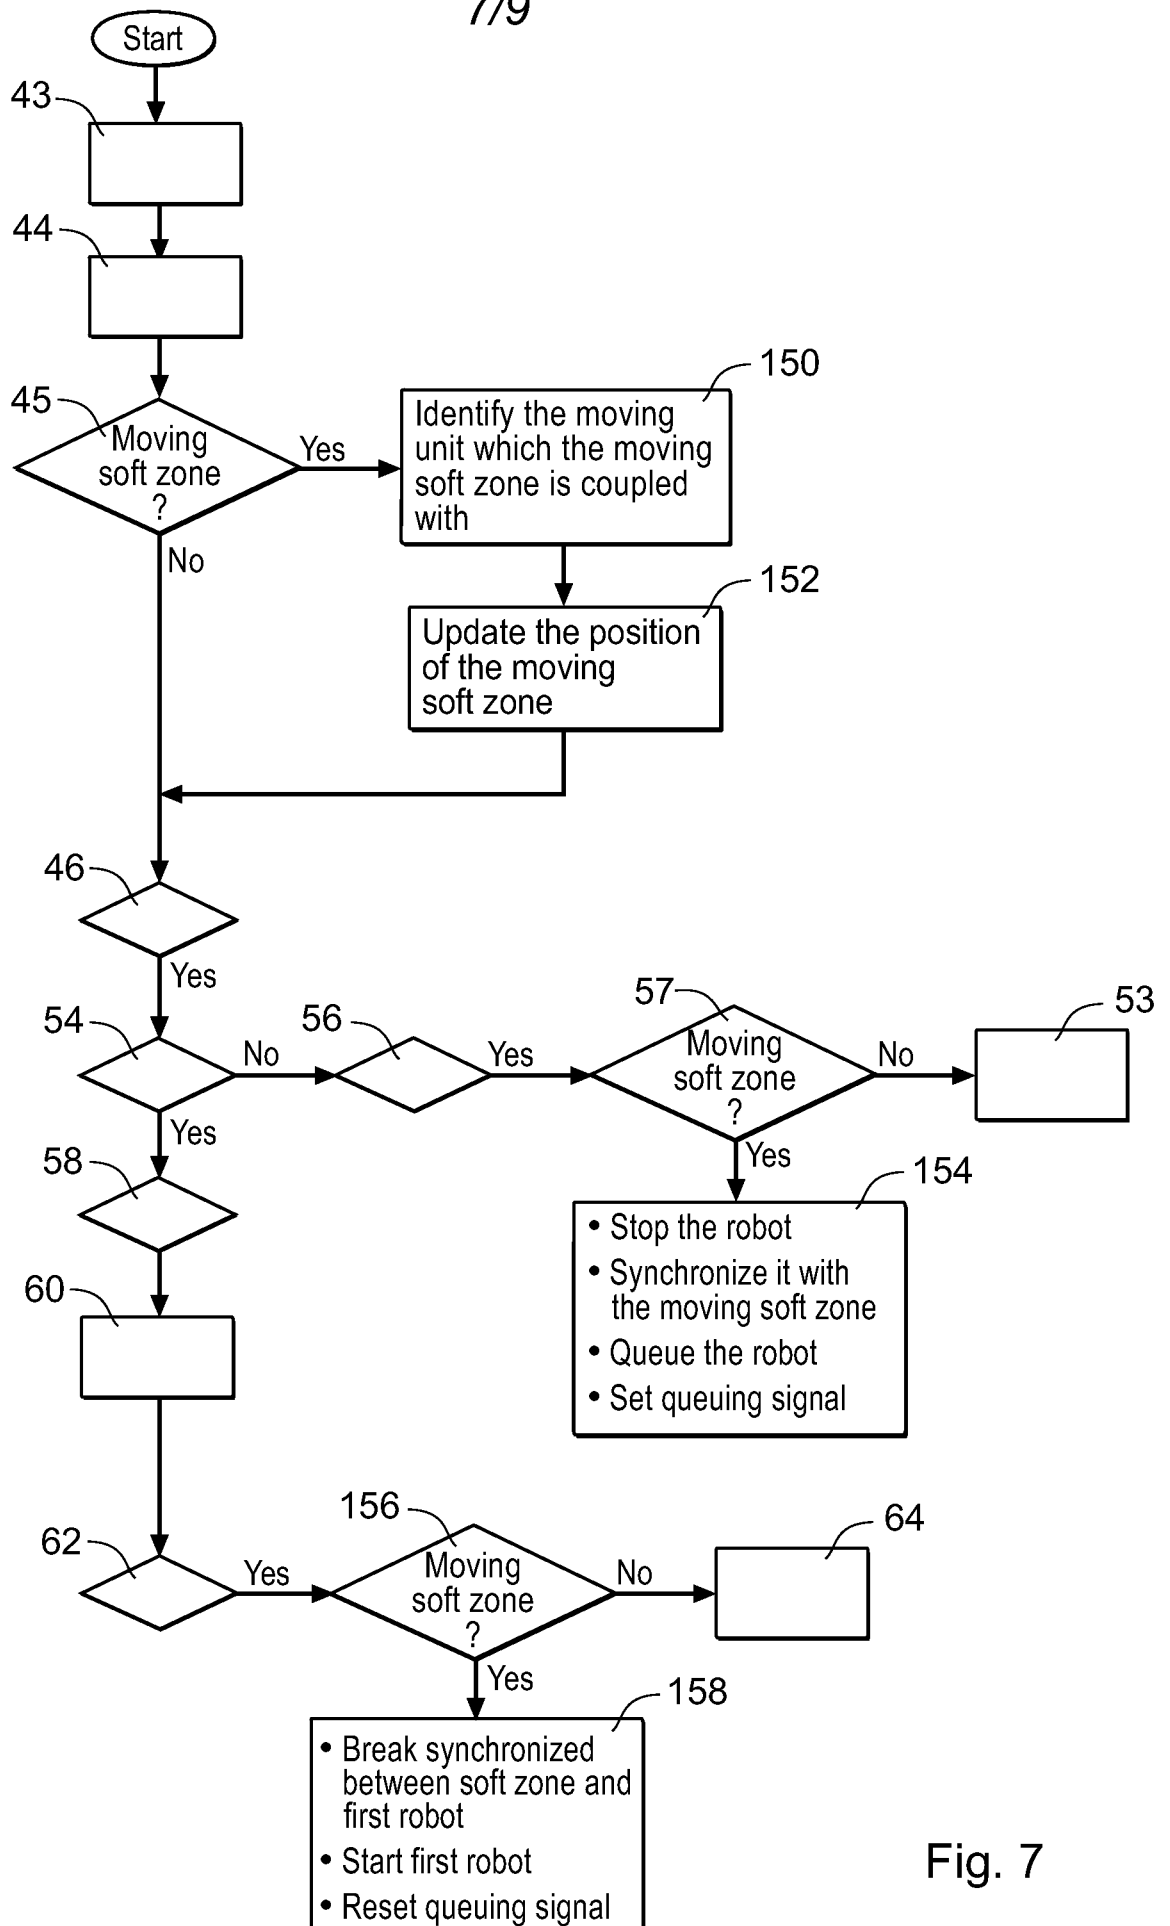 7/9
Start
43
44
45
Moving
soft zone
?
Yes
No
150
Identify the moving
unit which the moving
soft zone is coupled
with
152
Update the position
of the moving
soft zone
46
Yes
54
No
Yes
56
Yes
57
Moving
soft zone
?
No
Yes
53
58
154
• Stop the robot
• Synchronize it with
the moving soft zone
• Queue the robot
• Set queuing signal
60
62
Yes
156
Moving
soft zone
?
No
Yes
64
158
• Break synchronized
between soft zone and
first robot
• Start first robot
• Reset queuing signal
Fig. 7